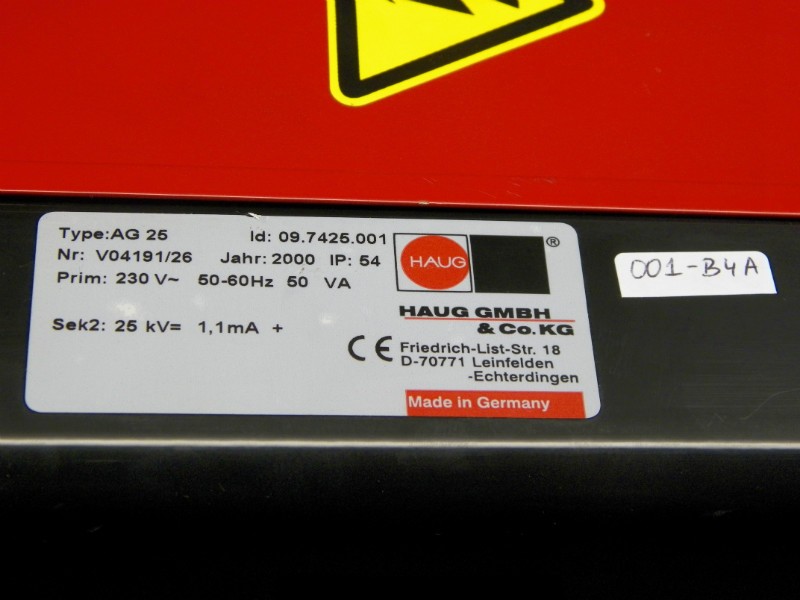 Type:AG 25 Id: 09.7425.001
Nr: V04191/26 Jahr: 2000 IP: 54
Prim: 230 V~ 50-60Hz 50 VA
Sek2: 25 kV= 1,1mA +
HAUG ®
HAUG GMBH
& Co. KG
CE Friedrich-List-Str. 18
D-70771 Leinfelden
-Echterdingen
Made in Germany
001-B4A